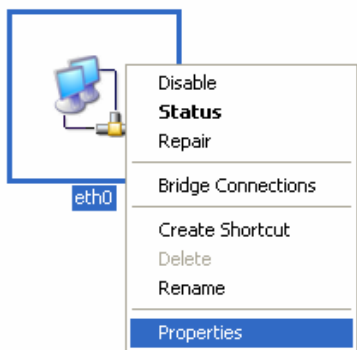 eth0
Disable
Status
Repair
Bridge Connections
Create Shortcut
Delete
Rename
Properties